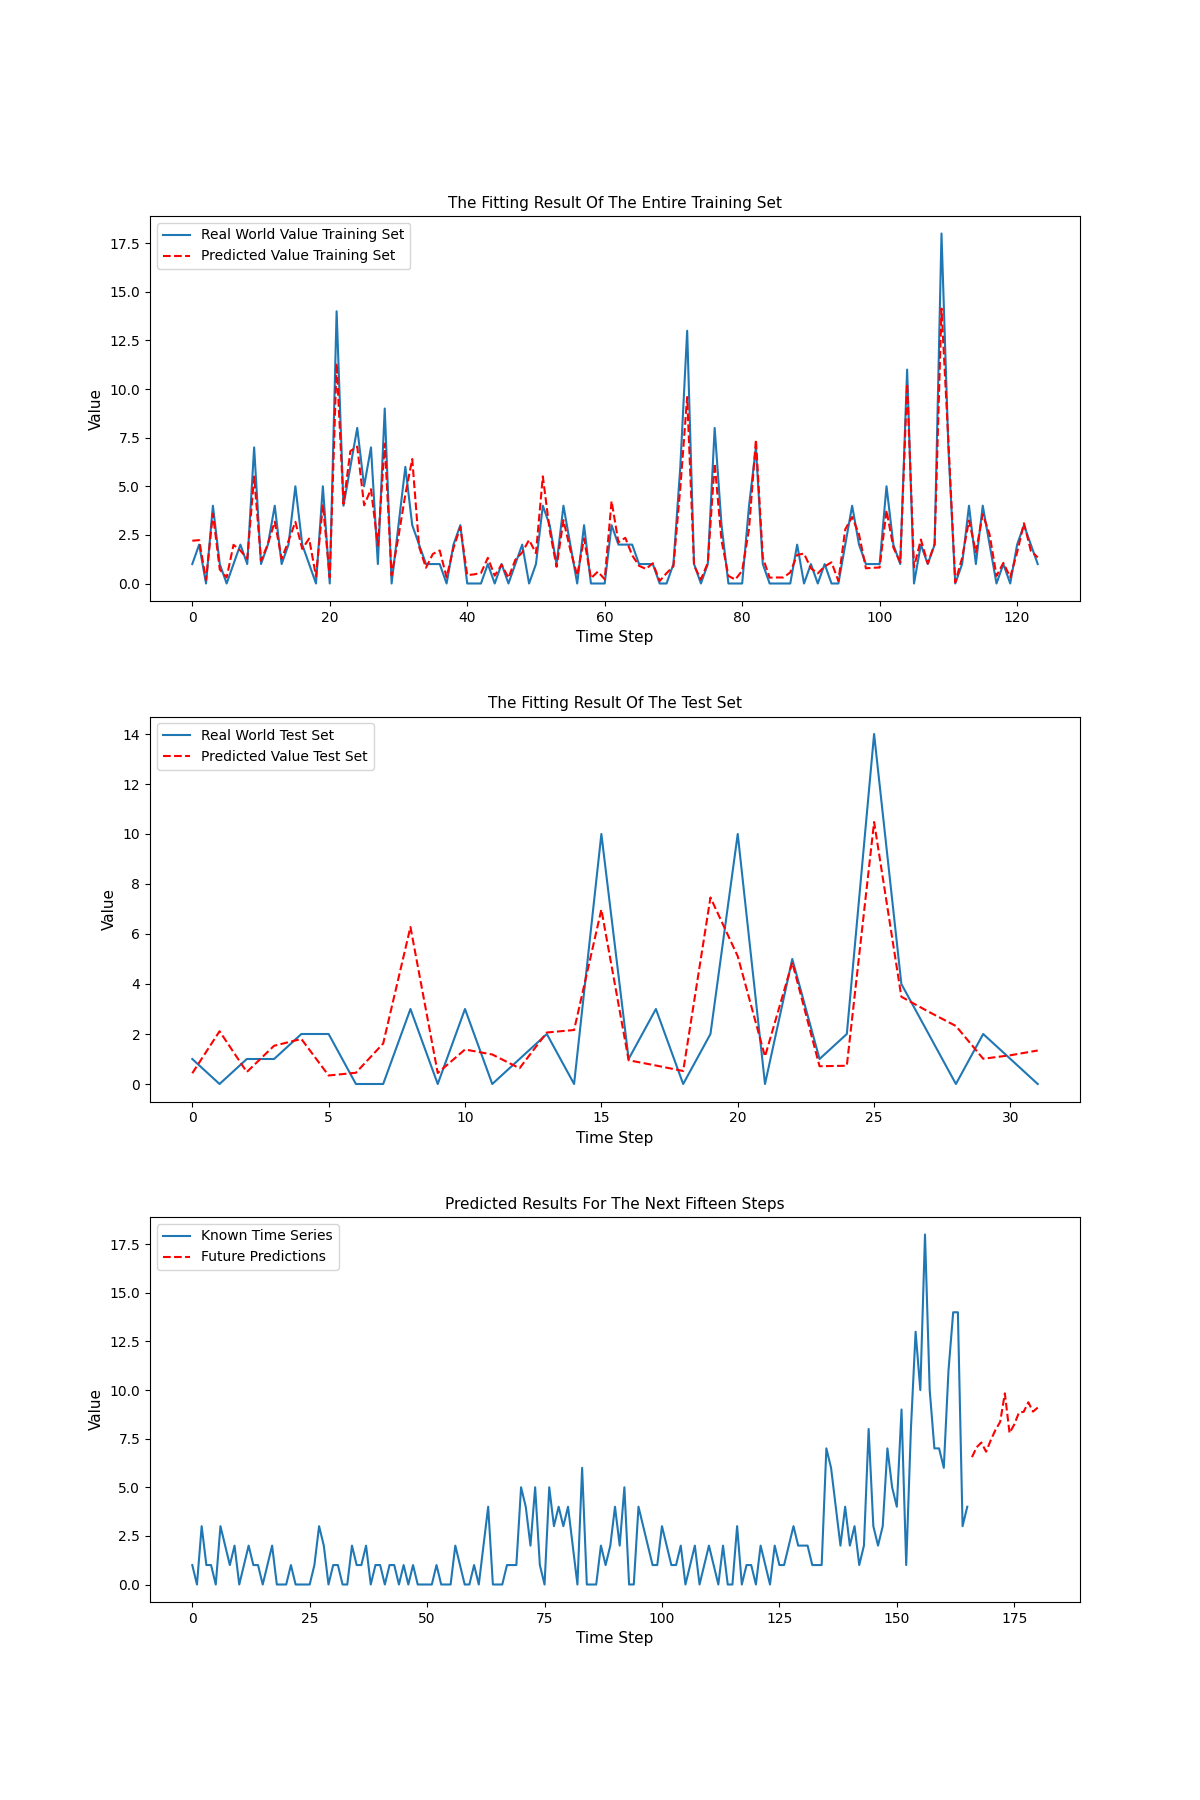 The Fitting Result Of The Entire Training Set
Real World Value Training Set
Predicted Value Training Set
17.5
15.0
12.5
10.0
7.5
5.0
2.5
0.0
Value
0 20 40 60 80 100 120
Time Step
The Fitting Result Of The Test Set
Real World Test Set
Predicted Value Test Set
14
12
10
8
6
4
2
0
Value
0 5 10 15 20 25 30
Time Step
Predicted Results For The Next Fifteen Steps
Known Time Series
Future Predictions
17.5
15.0
12.5
10.0
7.5
5.0
2.5
0.0
Value
0 25 50 75 100 125 150 175
Time Step